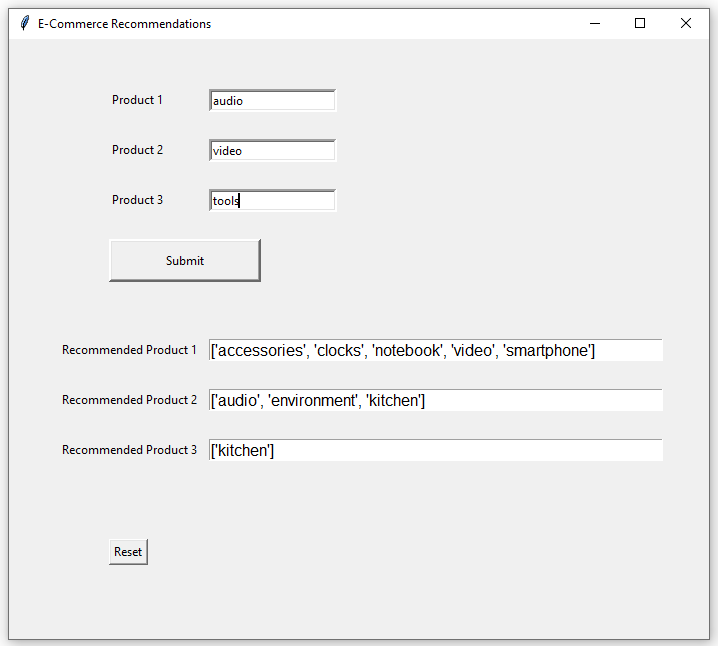 E-Commerce Recommendations
Product 1 audio
Product 2 video
Product 3 tools
Submit
Recommended Product 1 ['accessories', 'clocks', 'notebook', 'video', 'smartphone']
Recommended Product 2 ['audio', 'environment', 'kitchen']
Recommended Product 3 ['kitchen']
Reset